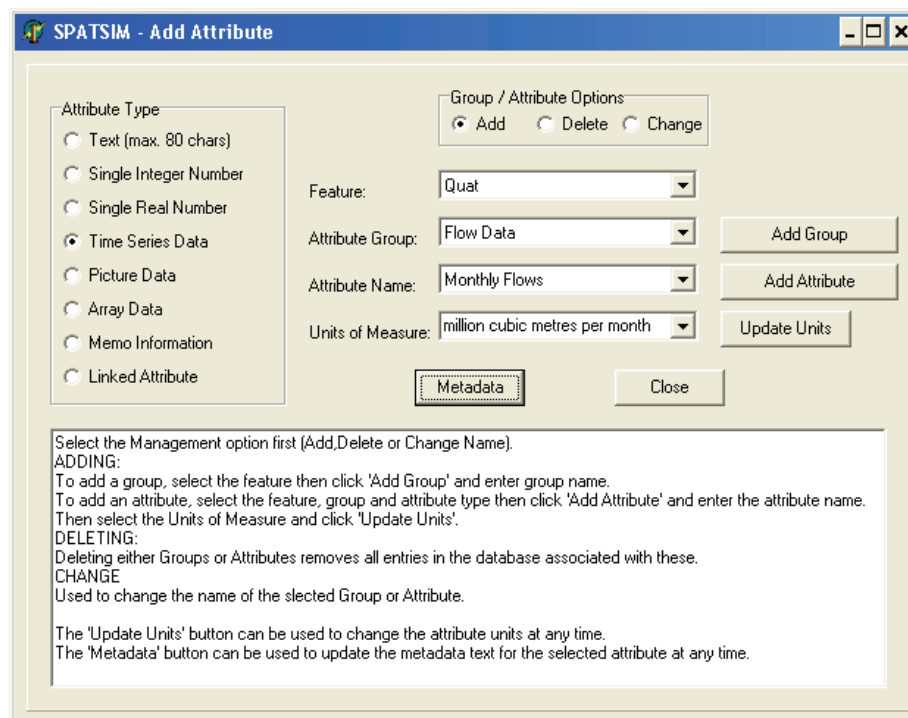 SPATSIM - Add Attribute
Attribute Type
Text (max. 80 chars)
Single Integer Number
Single Real Number
Time Series Data
Picture Data
Array Data
Memo Information
Linked Attribute
Group / Attribute Options
Add Delete Change
Feature: Quat
Attribute Group: Flow Data Add Group
Attribute Name: Monthly Flows Add Attribute
Units of Measure: million cubic metres per month Update Units
Metadata Close
Select the Management option first (Add,Delete or Change Name).
ADDING:
To add a group, select the feature then click 'Add Group' and enter group name.
To add an attribute, select the feature, group and attribute type then click 'Add Attribute' and enter the attribute name.
Then select the Units of Measure and click 'Update Units'.
DELETING:
Deleting either Groups or Attributes removes all entries in the database associated with these.
CHANGE
Used to change the name of the slected Group or Attribute.
The 'Update Units' button can be used to change the attribute units at any time.
The 'Metadata' button can be used to update the metadata text for the selected attribute at any time.